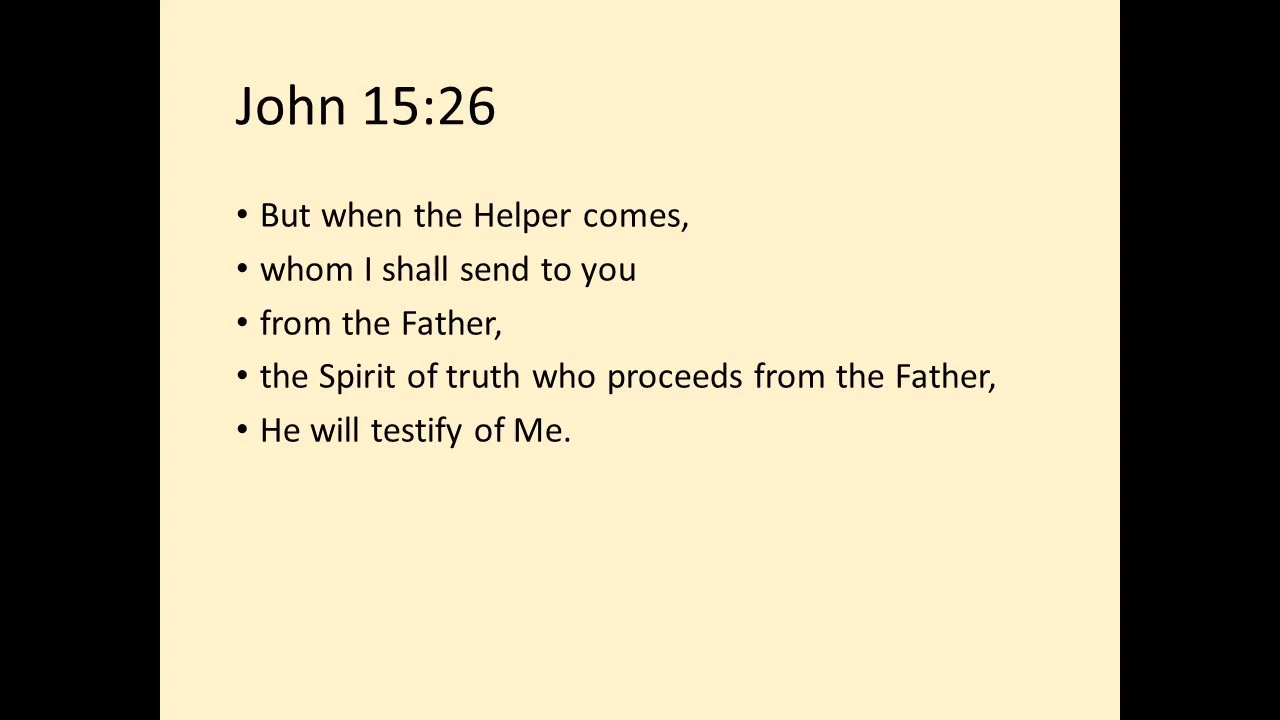 John 15:26
• But when the Helper comes,
• whom I shall send to you
• from the Father,
• the Spirit of truth who proceeds from the Father,
• He will testify of Me.